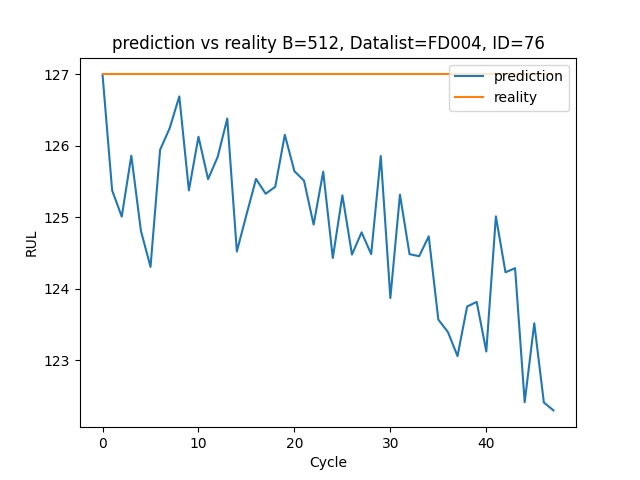 prediction vs reality B=512, Datalist=FD004, ID=76
127
126
125
124
123
RUL
prediction
reality
0
10
20
30
40
Cycle